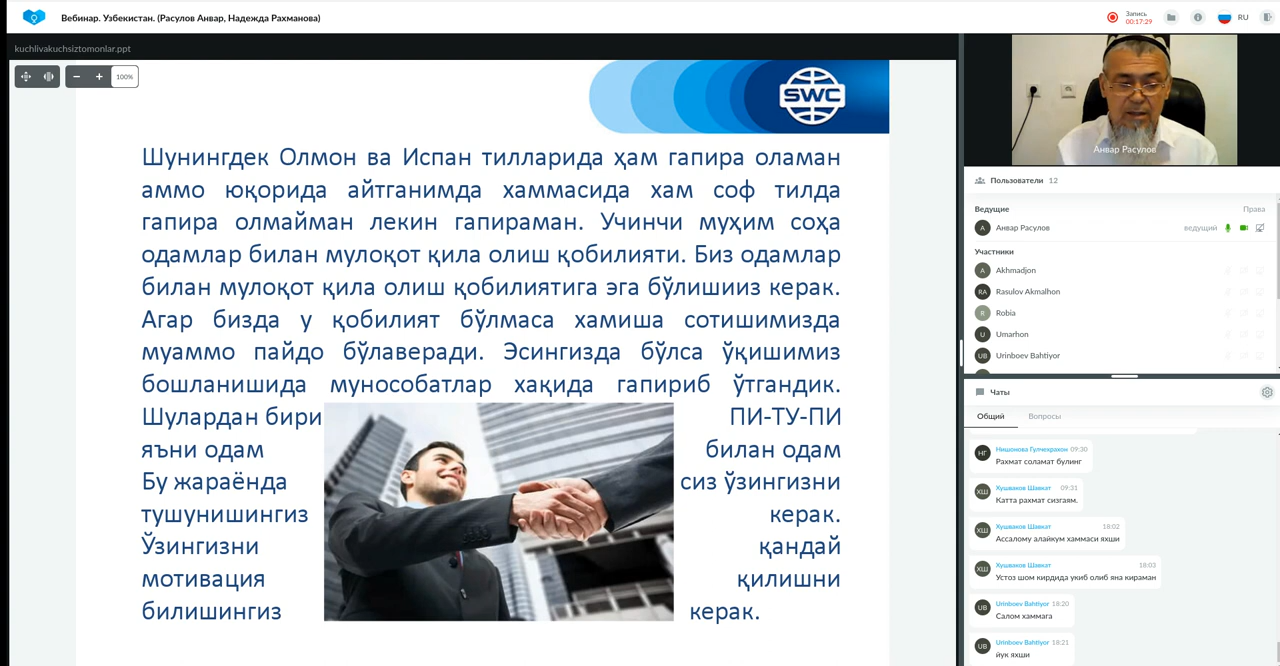 Вебинар. Узбекистан. (Расулов Анвар, Надежда Рахманова)
Запись
00:17:29
RU
kuchlivakuchsiztomonlar.ppt
100%
SWC
Шунингдек Олмон ва Испан тилларида ҳам гапира оламан
аммо юқорида айтганимда хаммасида хам соф тилда
гапира олмайман лекин гапираман. Учинчи муҳим соҳа
одамлар билан мулоқот қила олиш қобилияти. Биз одамлар
билан мулоқот қила олиш қобилиятига эга бўлишииз керак.
Агар бизда у қобилият бўлмаса хамиша сотишимизда
муаммо пайдо бўлаверади. Эсингизда бўлса ўқишимиз
бошланишида муносабатлар хақида гапириб ўтгандик.
Шулардан бири ПИ-ТУ-ПИ
яъни одам билан одам
Бу жараёнда сиз ўзингизни
тушунишингиз керак.
Ўзингизни қандай
мотивация қилишни
билишингиз керак.
Анвар Расулов
Пользователи 12
Ведущие Права
А Анвар Расулов ведущий
Участники
A Akhmadjon
RA Rasulov Akmalhon
R Robia
U Umarhon
UB Urinboev Bahtiyor
Чаты
Общий Вопросы
НГ Нишонова Гулчехрахон 09:30
Рахмат соламат булинг
ХШ Хушваков Шавкат 09:31
Катта рахмат сизгаям.
ХШ Хушваков Шавкат 18:02
Ассалому алайкум хаммаси яхши
ХШ Хушваков Шавкат 18:03
Устоз шом кирдида укиб олиб яна кираман
UB Urinboev Bahtiyor 18:20
Салом хаммага
UB Urinboev Bahtiyor 18:21
йук яхши